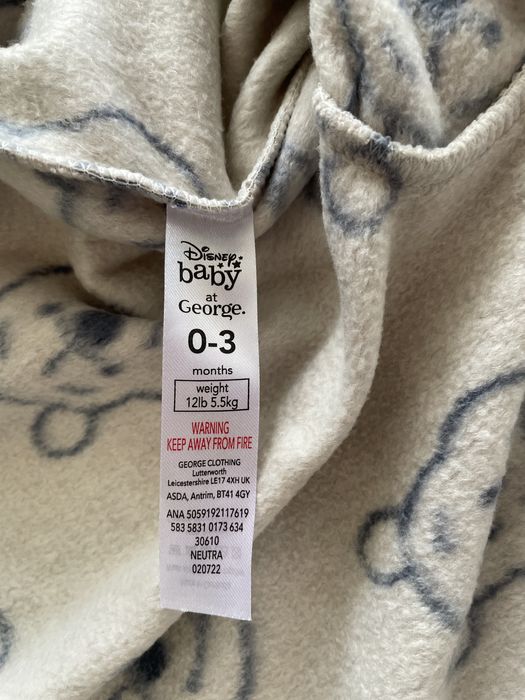 Disney
baby
at
George.
0-3
months
weight
12lb 5.5kg
WARNING
KEEP AWAY FROM FIRE
GEORGE CLOTHING
Lutterworth
Leicestershire LE17 4XH UK
ASDA, Antrim, BT41 4GY
ANA 5059192117619
583 5831 0173 634
30610
NEUTRA
020722